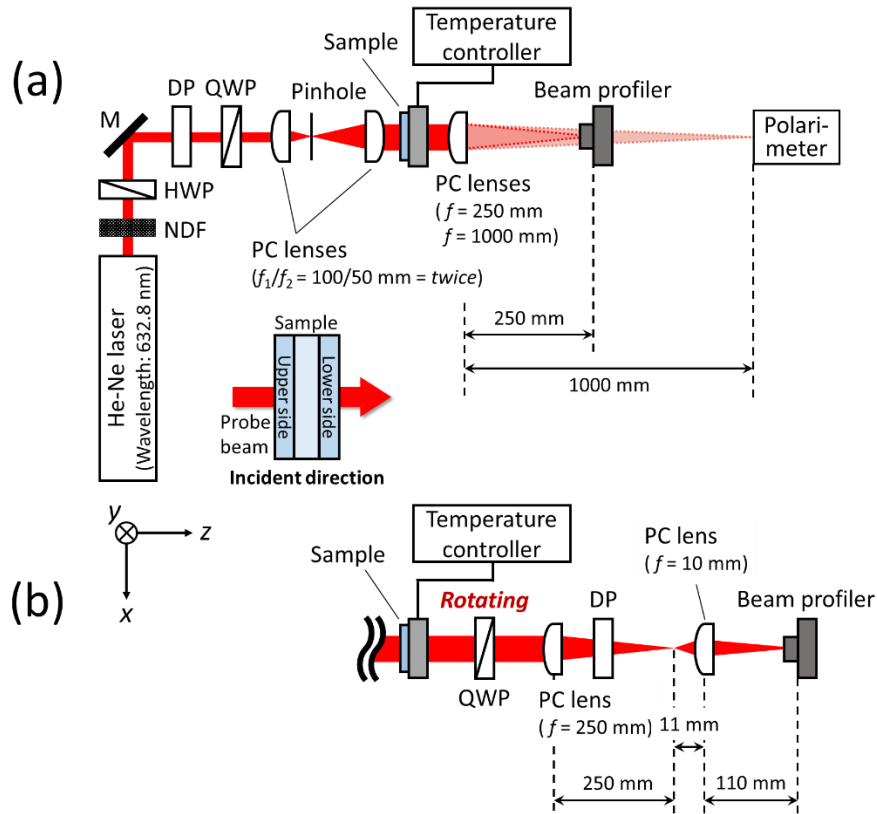 (a)
Temperature
controller
Sample
DP
QWP
Pinhole
Beam profiler
M
Polari-
meter
HWP
NDF
PC lenses
(f = 250 mm
f = 1000 mm)
PC lenses
(f₁/f₂ = 100/50 mm = twice)
He-Ne laser
(Wavelength: 632.8 nm)
250 mm
1000 mm
Sample
Upper side
Lower side
Probe
beam
Incident direction
y
z
x
(b)
Temperature
controller
Sample
Rotating
PC lens
(f = 10 mm)
DP
Beam profiler
QWP
PC lens
(f = 250 mm)
11 mm
250 mm
110 mm